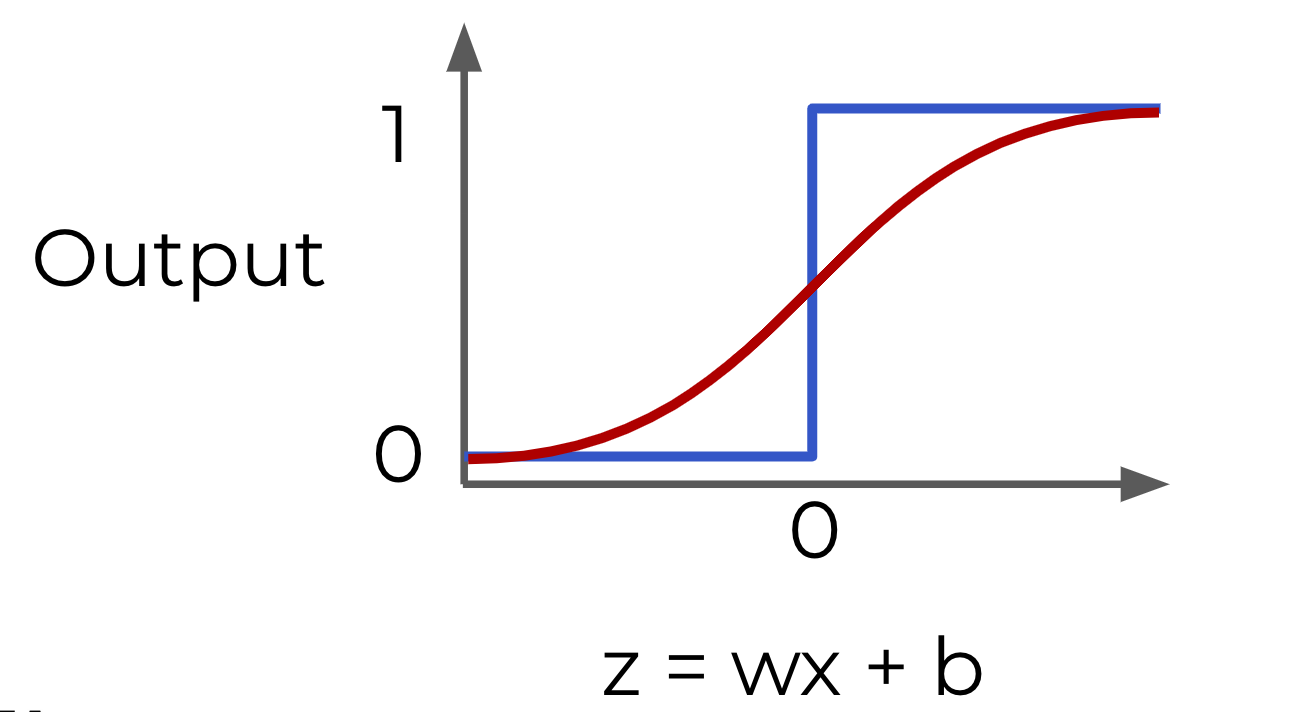 1
Output
0
0
z = wx + b